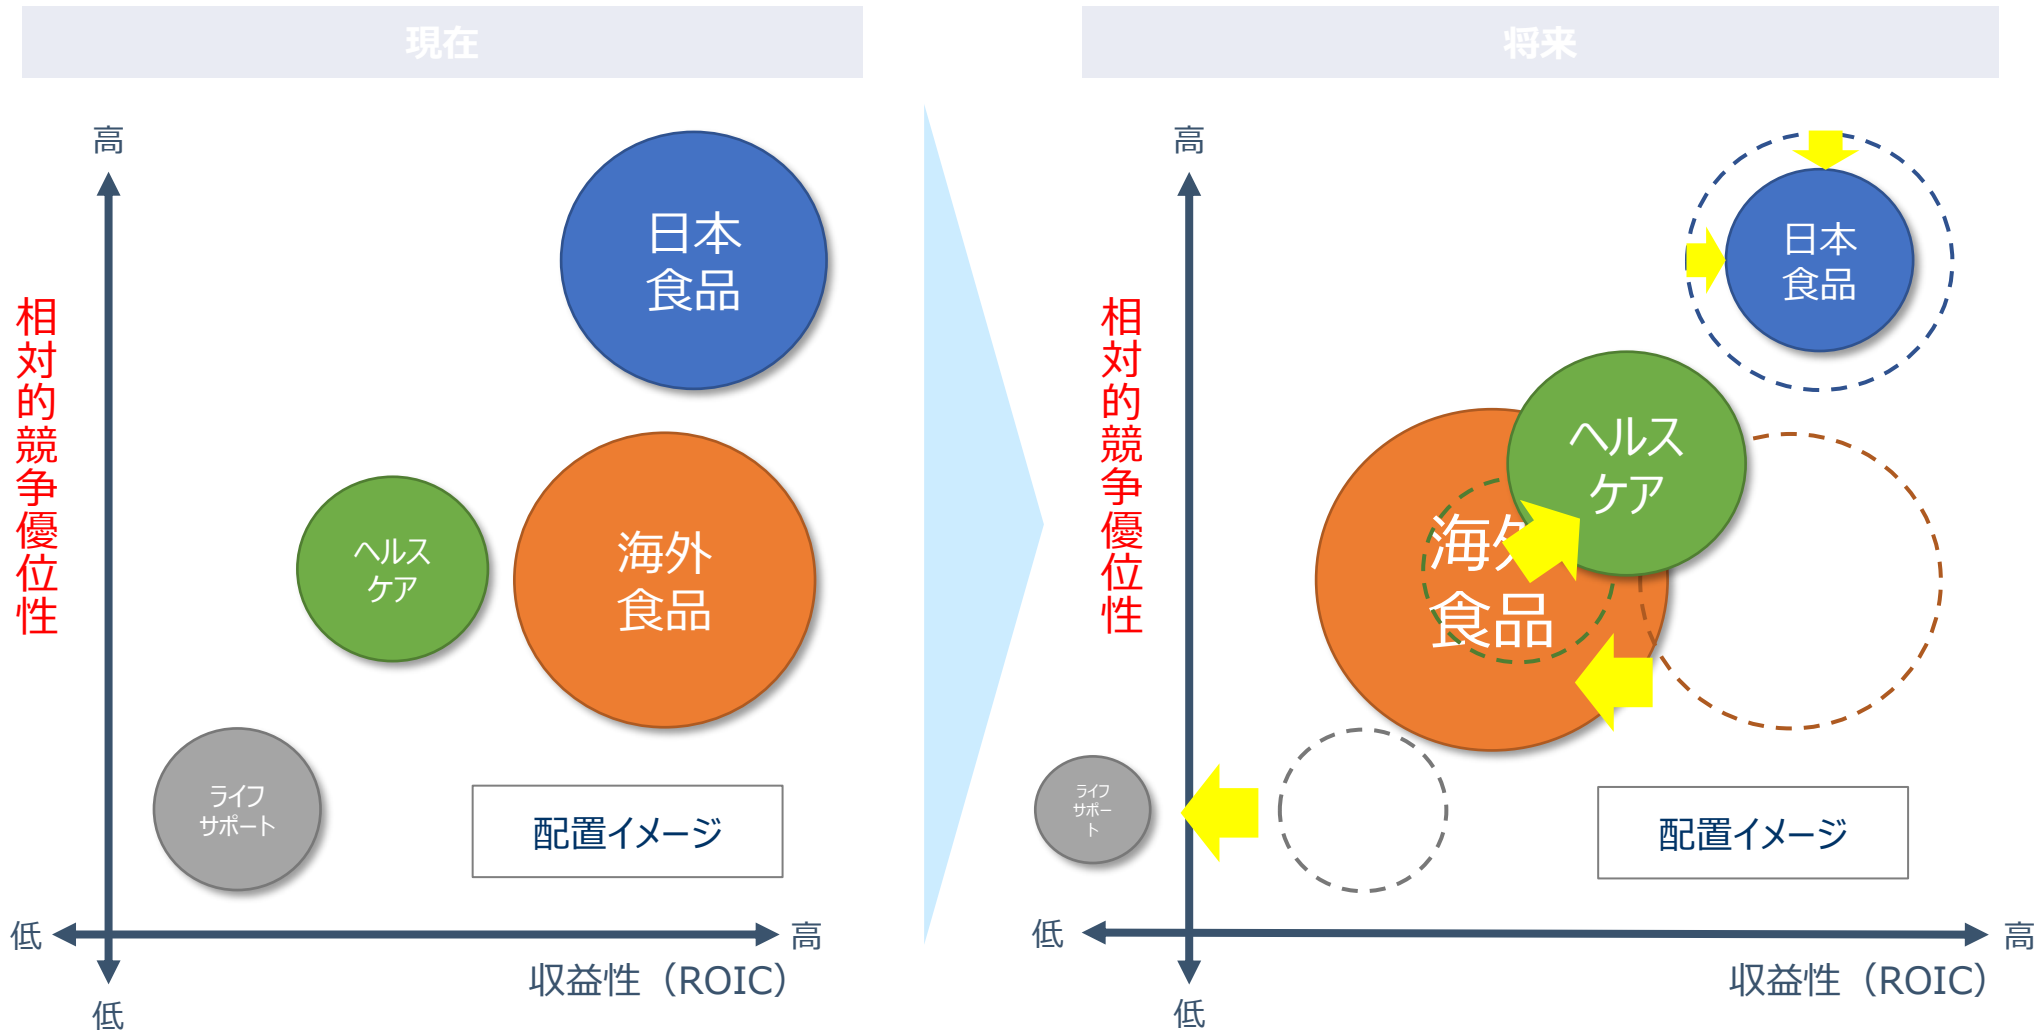 現在
高
相対的競争優位性
日本
食品
ヘルス
ケア
海外
食品
ライフ
サポート
配置イメージ
低
高
収益性（ROIC）
低
将来
高
相対的競争優位性
日本
食品
ヘルス
ケア
海外
食品
ライフ
サポー
ト
配置イメージ
低
高
収益性（ROIC）
低